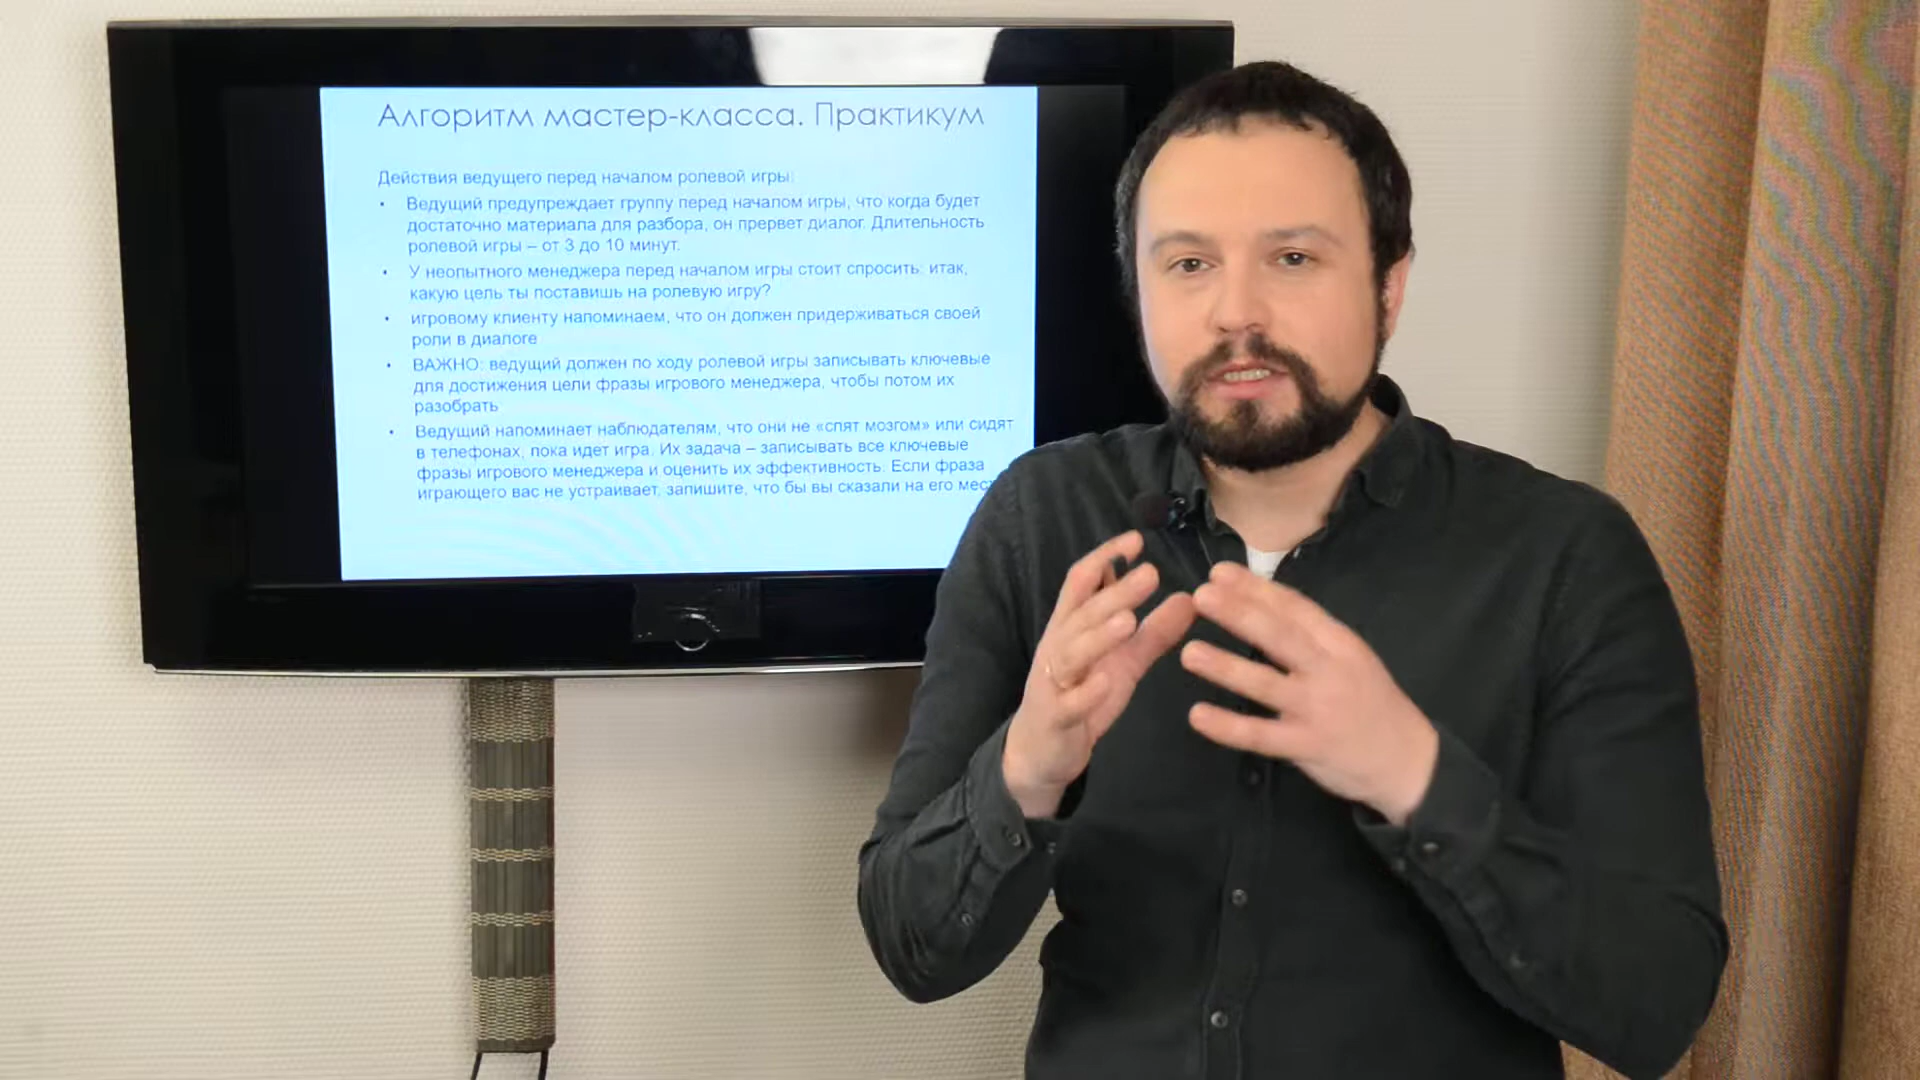 Алгоритм мастер-класса. Практикум
Действия ведущего перед началом ролевой игры:
• Ведущий предупреждает группу перед началом игры, что когда будет
достаточно материала для разбора, он прервет диалог. Длительность
ролевой игры – от 3 до 10 минут.
• У неопытного менеджера перед началом игры стоит спросить: итак,
какую цель ты поставишь на ролевую игру?
• игровому клиенту напоминаем, что он должен придерживаться своей
роли в диалоге
• ВАЖНО: ведущий должен по ходу ролевой игры записывать ключевые
для достижения цели фразы игрового менеджера, чтобы потом их
разобрать
• Ведущий напоминает наблюдателям, что они не «спят мозгом» или сидят
в телефонах, пока идет игра. Их задача – записывать все ключевые
фразы игрового менеджера и оценить их эффективность. Если фраза
играющего вас не устраивает, запишите, что бы вы сказали на его мес